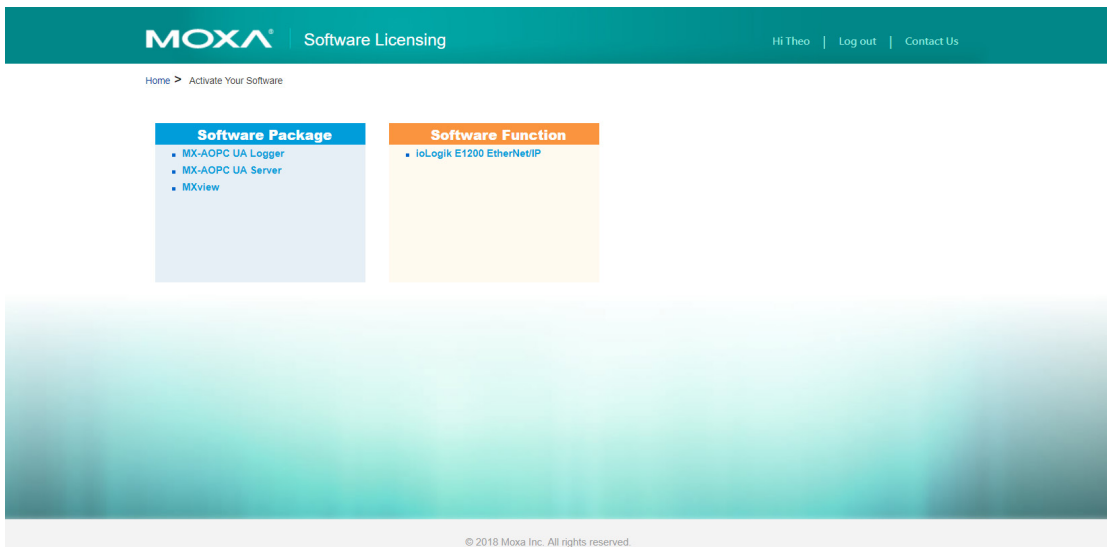 MOXA® Software Licensing
Hi Theo | Log out | Contact Us
Home > Activate Your Software
Software Package
MX-AOPC UA Logger
MX-AOPC UA Server
MXview
Software Function
ioLogik E1200 EtherNet/IP
© 2018 Moxa Inc. All rights reserved.